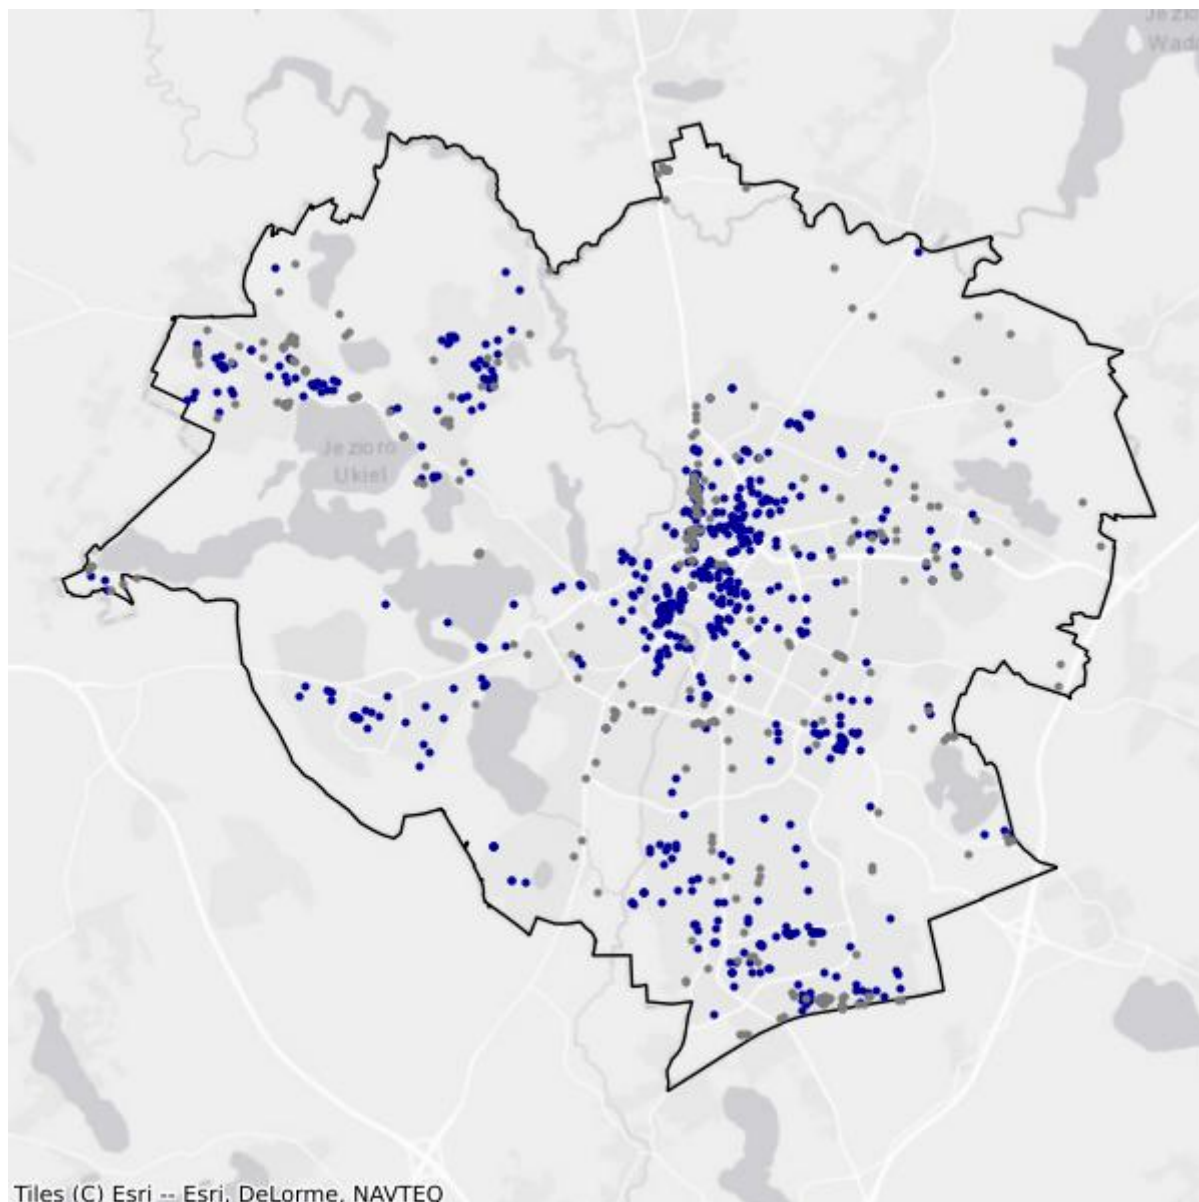 Jezioro
Ukiel
Tiles (C) Esri -- Esri, DeLorme, NAVTEQ